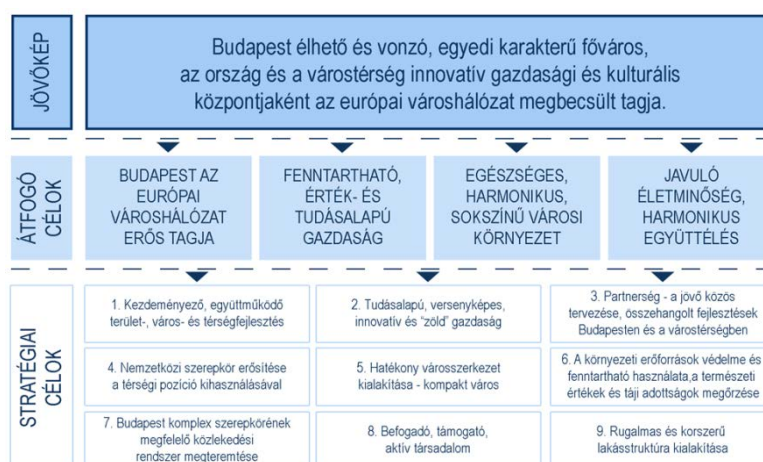 JÖVŐKÉP
Budapest élhető és vonzó, egyedi karakterű főváros,
az ország és a várostérség innovatív gazdasági és kulturális
központjaként az európai városhálózat megbecsült tagja.
ÁTFOGÓ
CÉLOK
BUDAPEST AZ
EURÓPAI
VÁROSHÁLÓZAT
ERŐS TAGJA
FENNTARTHATÓ,
ÉRTÉK- ÉS
TUDÁSALAPÚ
GAZDASÁG
EGÉSZSÉGES,
HARMONIKUS,
SOKSZÍNŰ VÁROSI
KÖRNYEZET
JAVULÓ
ÉLETMINŐSÉG,
HARMONIKUS
EGYÜTTÉLÉS
STRATÉGIAI
CÉLOK
1. Kezdeményező, együttműködő
terület-, város- és térségfejlesztés
2. Tudásalapú, versenyképes,
innovatív és "zöld" gazdaság
3. Partnerség - a jövő közös
tervezése, összehangolt fejlesztések
Budapesten és a várostérségben
4. Nemzetközi szerepkör erősítése
a térségi pozíció kihasználásával
5. Hatékony városszerkezet
kialakítása - kompakt város
6. A környezeti erőforrások védelme és
fenntartható használata,a természeti
értékek és táji adottságok megőrzése
7. Budapest komplex szerepkörének
megfelelő közlekedési
rendszer megteremtése
8. Befogadó, támogató,
aktív társadalom
9. Rugalmas és korszerű
lakásstruktúra kialakítása